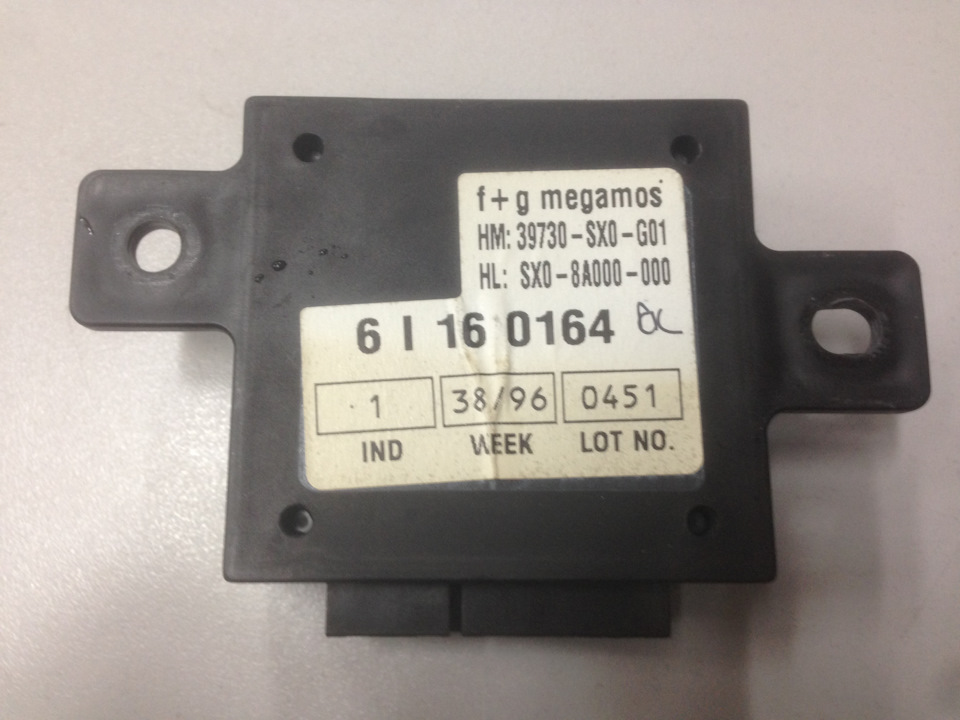 f+g megamos
HM: 39730-SX0-G01
HL: SX0-8A000-000
6 I 16 0164
1 38/96 0451
IND WEEK LOT NO.